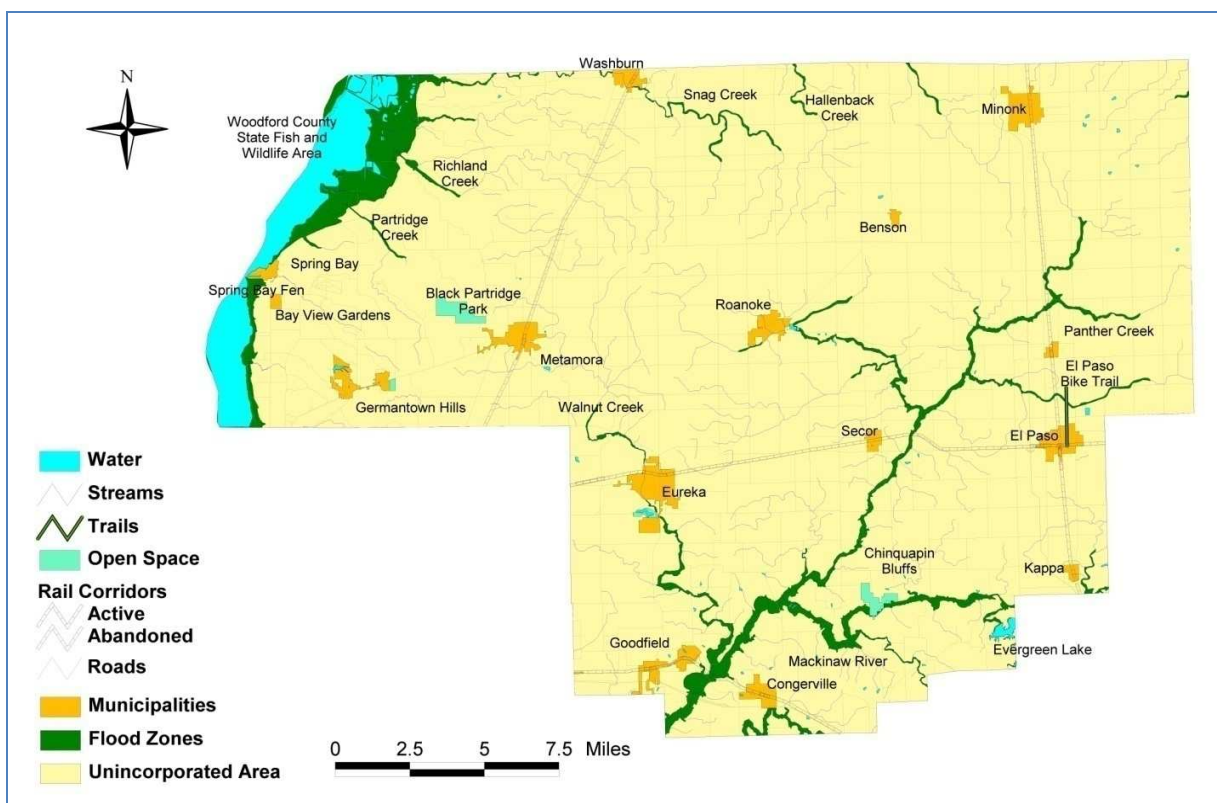 N
Washburn
Snag Creek
Hallenback
Creek
Minonk
Woodford County
State Fish and
Wildlife Area
Richland
Creek
Partridge
Creek
Benson
Spring Bay
Spring Bay Fen
Bay View Gardens
Black Partridge
Park
Roanoke
Metamora
Panther Creek
El Paso
Bike Trail
Germantown Hills
Walnut Creek
Secor
El Paso
Eureka
Chinquapin
Bluffs
Kappa
Goodfield
Evergreen Lake
Mackinaw River
Congerville
Water
Streams
Trails
Open Space
Rail Corridors
Active
Abandoned
Roads
Municipalities
Flood Zones
Unincorporated Area
0 2.5 5 7.5 Miles